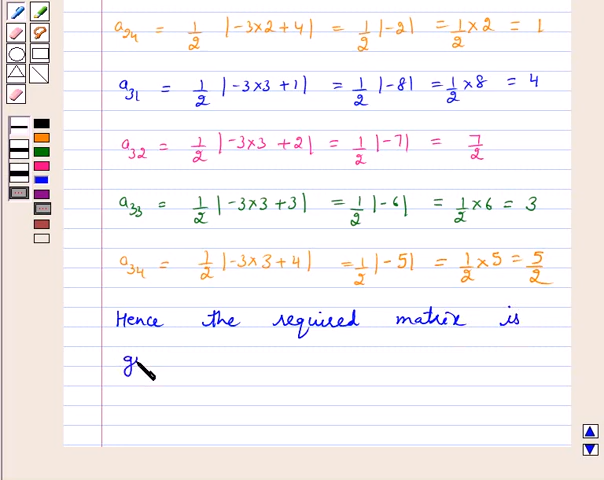 a₂₄ = 1/2 |-3×2+4| = 1/2 |-2| = 1/2 × 2 = 1
a₃₁ = 1/2 |-3×3+1| = 1/2 |-8| = 1/2 × 8 = 4
a₃₂ = 1/2 |-3×3+2| = 1/2 |-7| = 7/2
a₃₃ = 1/2 |-3×3+3| = 1/2 |-6| = 1/2 × 6 = 3
a₃₄ = 1/2 |-3×3+4| = 1/2 |-5| = 1/2 × 5 = 5/2
Hence the required matrix is